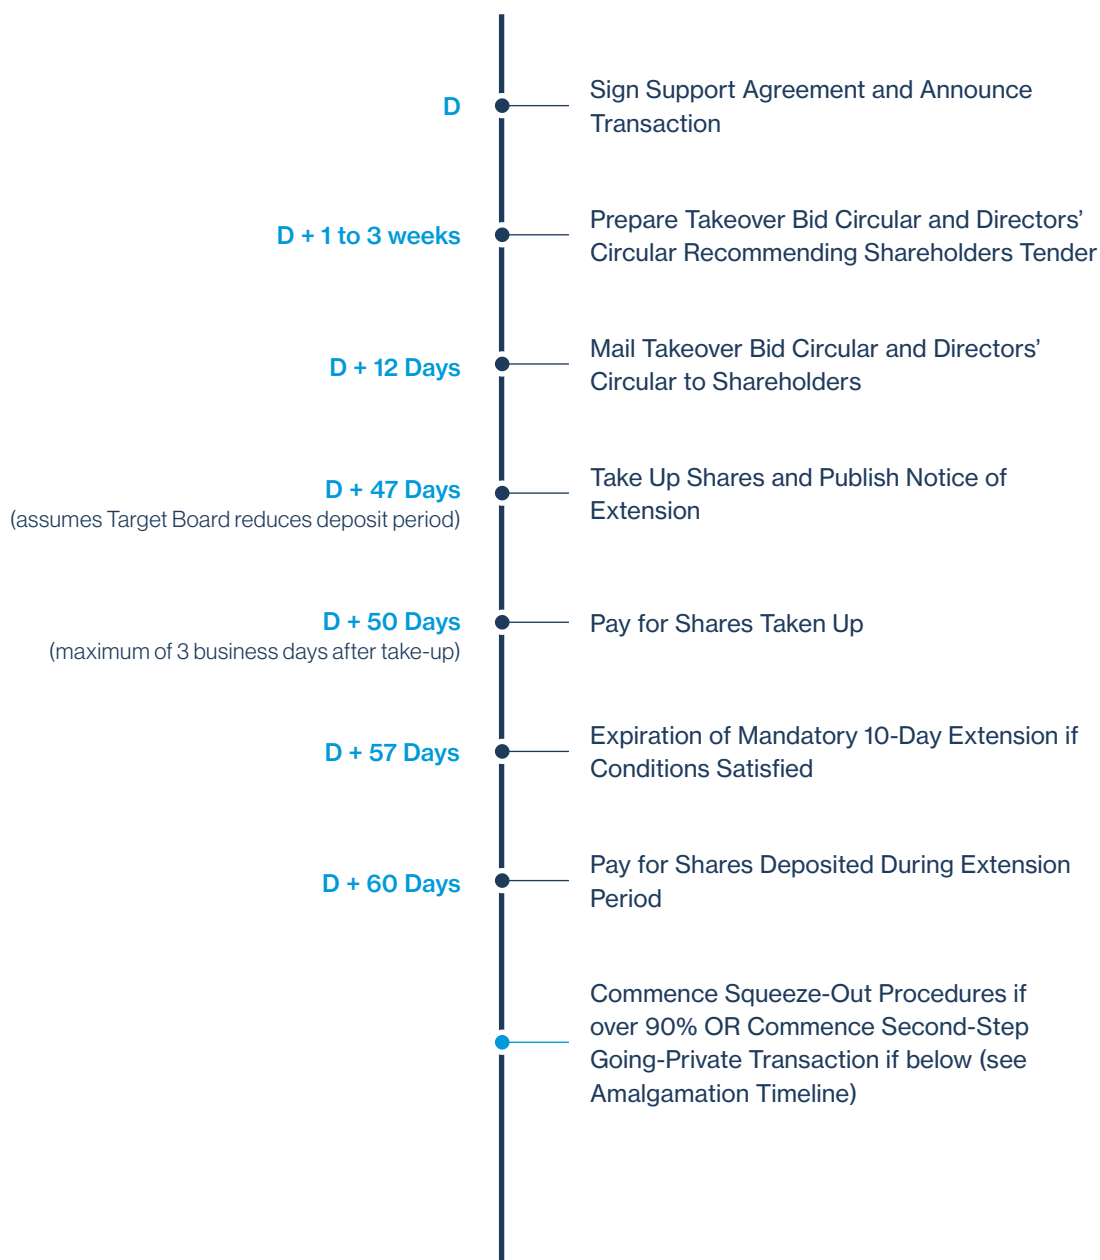 D
Sign Support Agreement and Announce
Transaction
D + 1 to 3 weeks
Prepare Takeover Bid Circular and Directors’
Circular Recommending Shareholders Tender
D + 12 Days
Mail Takeover Bid Circular and Directors’
Circular to Shareholders
D + 47 Days
(assumes Target Board reduces deposit period)
Take Up Shares and Publish Notice of
Extension
D + 50 Days
(maximum of 3 business days after take-up)
Pay for Shares Taken Up
D + 57 Days
Expiration of Mandatory 10-Day Extension if
Conditions Satisfied
D + 60 Days
Pay for Shares Deposited During Extension
Period
Commence Squeeze-Out Procedures if
over 90% OR Commence Second-Step
Going-Private Transaction if below (see
Amalgamation Timeline)